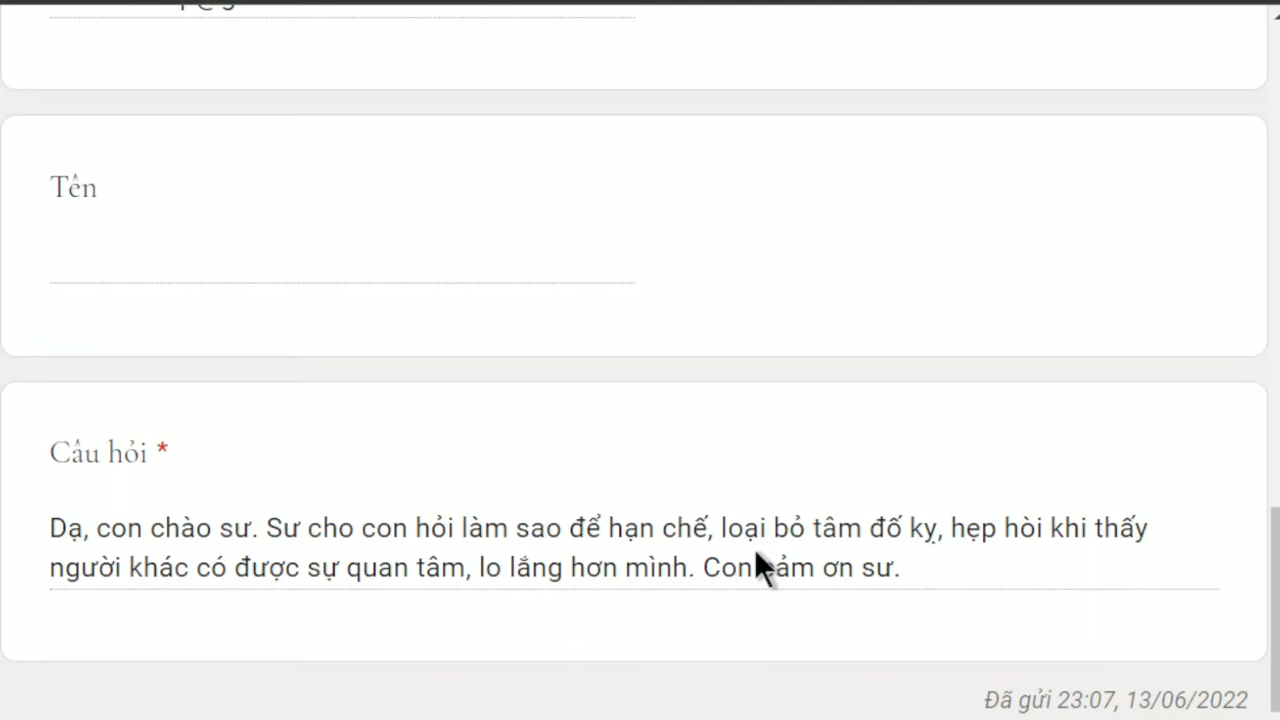 Tên
Câu hỏi *
Dạ, con chào sư. Sư cho con hỏi làm sao để hạn chế, loại bỏ tâm đố kỵ, hẹp hòi khi thấy
người khác có được sự quan tâm, lo lắng hơn mình. Con cảm ơn sư.
Đã gửi 23:07, 13/06/2022